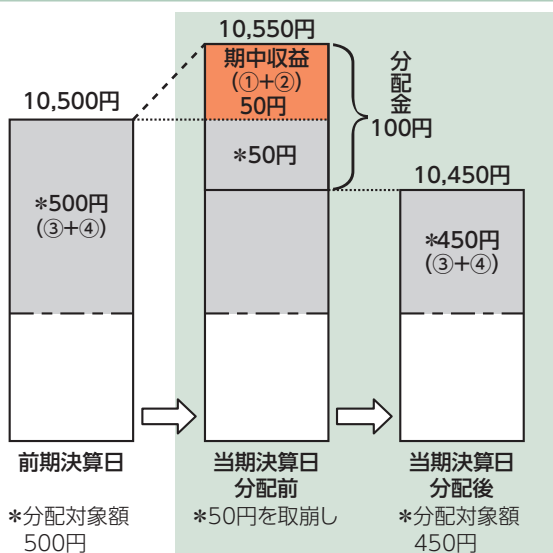 10,550円
期中収益
(①+②)
50円
分配金
100円
10,500円
*50円
10,450円
*500円
(③+④)
*450円
(③+④)
前期決算日
当期決算日
分配前
当期決算日
分配後
*分配対象額
500円
*50円を取崩し
*分配対象額
450円